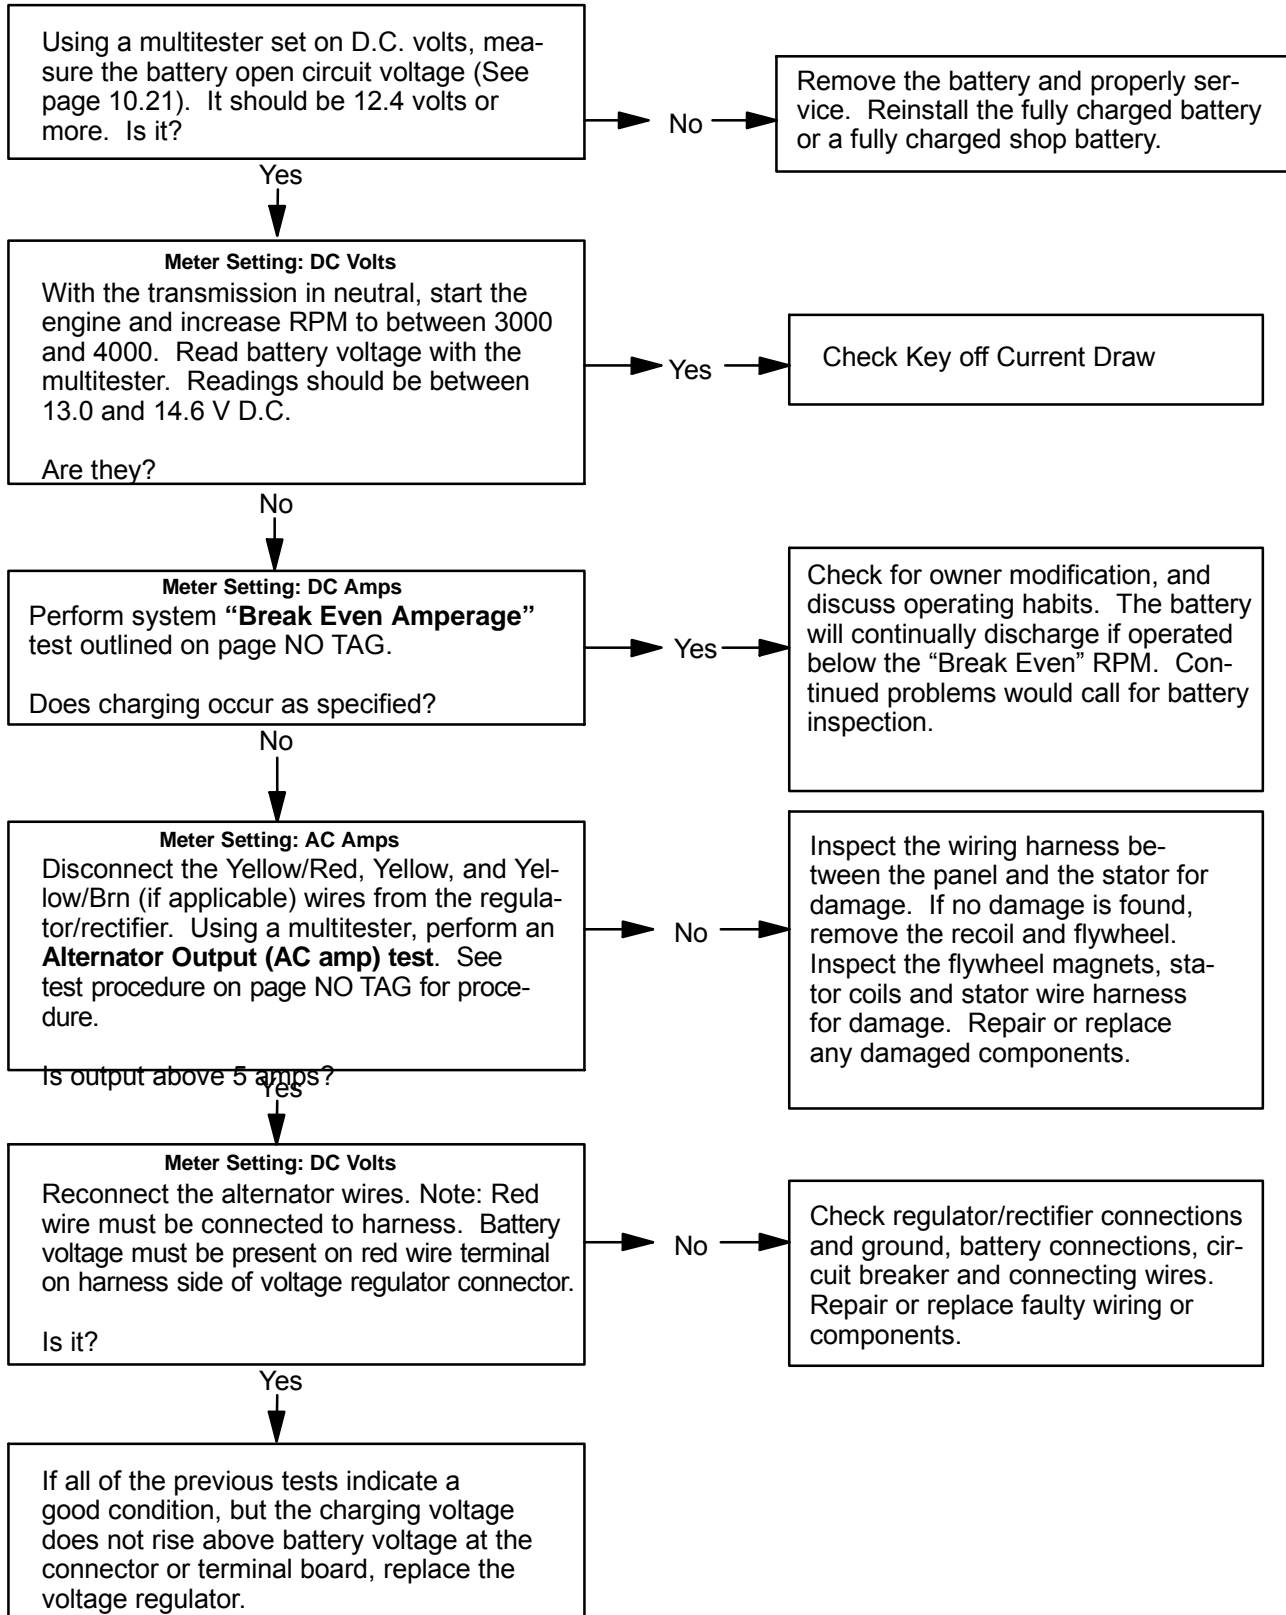 Using a multitester set on D.C. volts, mea-
sure the battery open circuit voltage (See
page 10.21).  It should be 12.4 volts or
more.  Is it?
No
Remove the battery and properly ser-
vice.  Reinstall the fully charged battery
or a fully charged shop battery.
Yes
Meter Setting: DC Volts
With the transmission in neutral, start the
engine and increase RPM to between 3000
and 4000.  Read battery voltage with the
multitester.  Readings should be between
13.0 and 14.6 V D.C.
Are they?
Yes
Check Key off Current Draw
No
Meter Setting: DC Amps
Perform system “Break Even Amperage”
test outlined on page NO TAG.
Does charging occur as specified?
Yes
Check for owner modification, and
discuss operating habits.  The battery
will continually discharge if operated
below the “Break Even” RPM.  Con-
tinued problems would call for battery
inspection.
No
Meter Setting: AC Amps
Disconnect the Yellow/Red, Yellow, and Yel-
low/Brn (if applicable) wires from the regula-
tor/rectifier.  Using a multitester, perform an
Alternator Output (AC amp) test.  See
test procedure on page NO TAG for proce-
dure.
Is output above 5 amps?
No
Inspect the wiring harness be-
tween the panel and the stator for
damage.  If no damage is found,
remove the recoil and flywheel.
Inspect the flywheel magnets, sta-
tor coils and stator wire harness
for damage.  Repair or replace
any damaged components.
Yes
Meter Setting: DC Volts
Reconnect the alternator wires. Note: Red
wire must be connected to harness.  Battery
voltage must be present on red wire terminal
on harness side of voltage regulator connector.
Is it?
No
Check regulator/rectifier connections
and ground, battery connections, cir-
cuit breaker and connecting wires.
Repair or replace faulty wiring or
components.
Yes
If all of the previous tests indicate a
good condition, but the charging voltage
does not rise above battery voltage at the
connector or terminal board, replace the
voltage regulator.